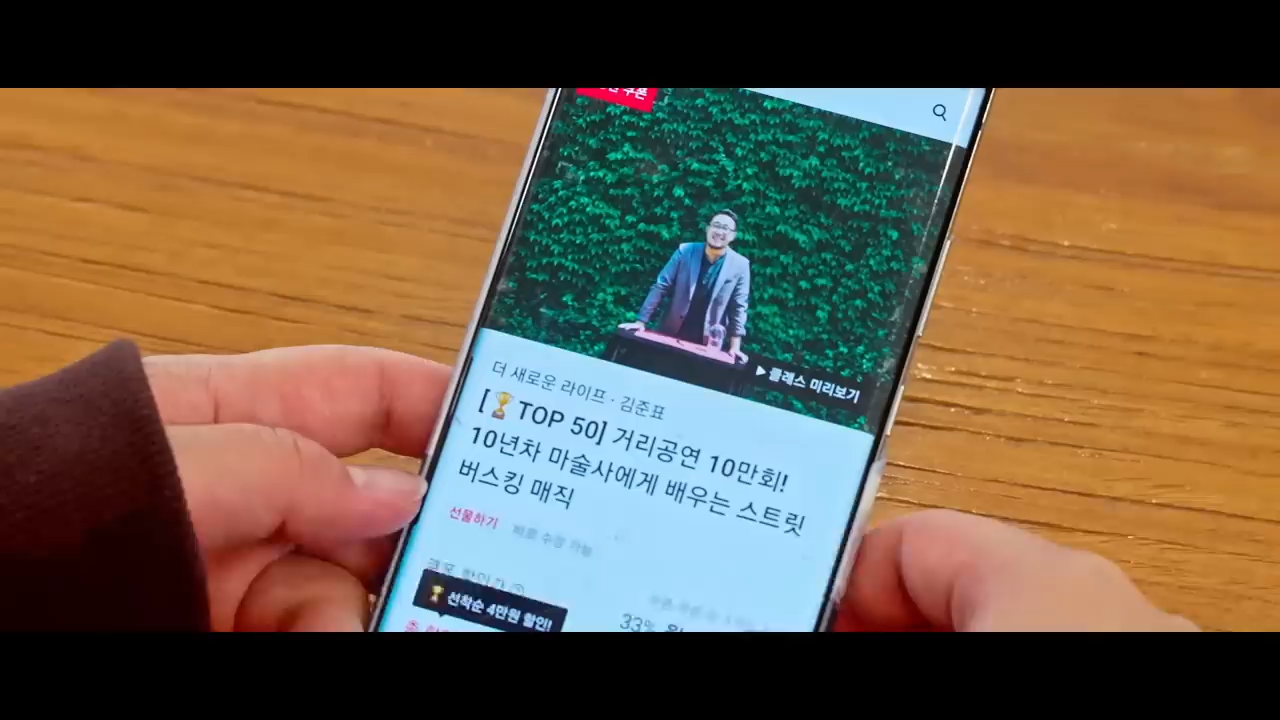 쿠폰
▶ 클래스 미리보기
더 새로운 라이프 · 김준표
[🏆TOP 50] 거리공연 10만회!
10년차 마술사에게 배우는 스트릿
버스킹 매직
선물하기 바로 수강 가능
🏆 선착순 4만원 할인!
33%